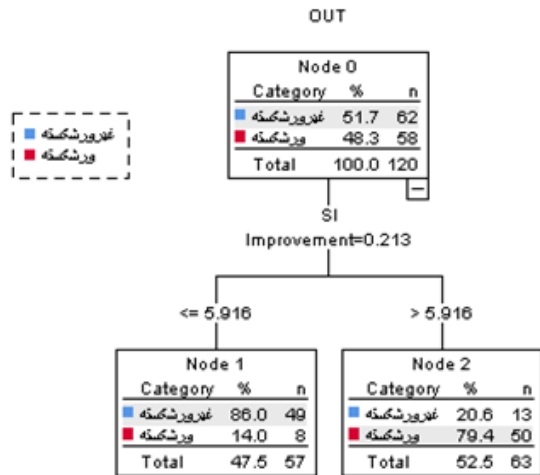 OUT
Node 0
Category % n
غیرورشکسته 51.7 62
ورشکسته 48.3 58
Total 100.0 120
غیرورشکسته
ورشکسته
SI
Improvement=0.213
<= 5.916
> 5.916
Node 1
Category % n
غیرورشکسته 86.0 49
ورشکسته 14.0 8
Total 47.5 57
Node 2
Category % n
غیرورشکسته 20.6 13
ورشکسته 79.4 50
Total 52.5 63